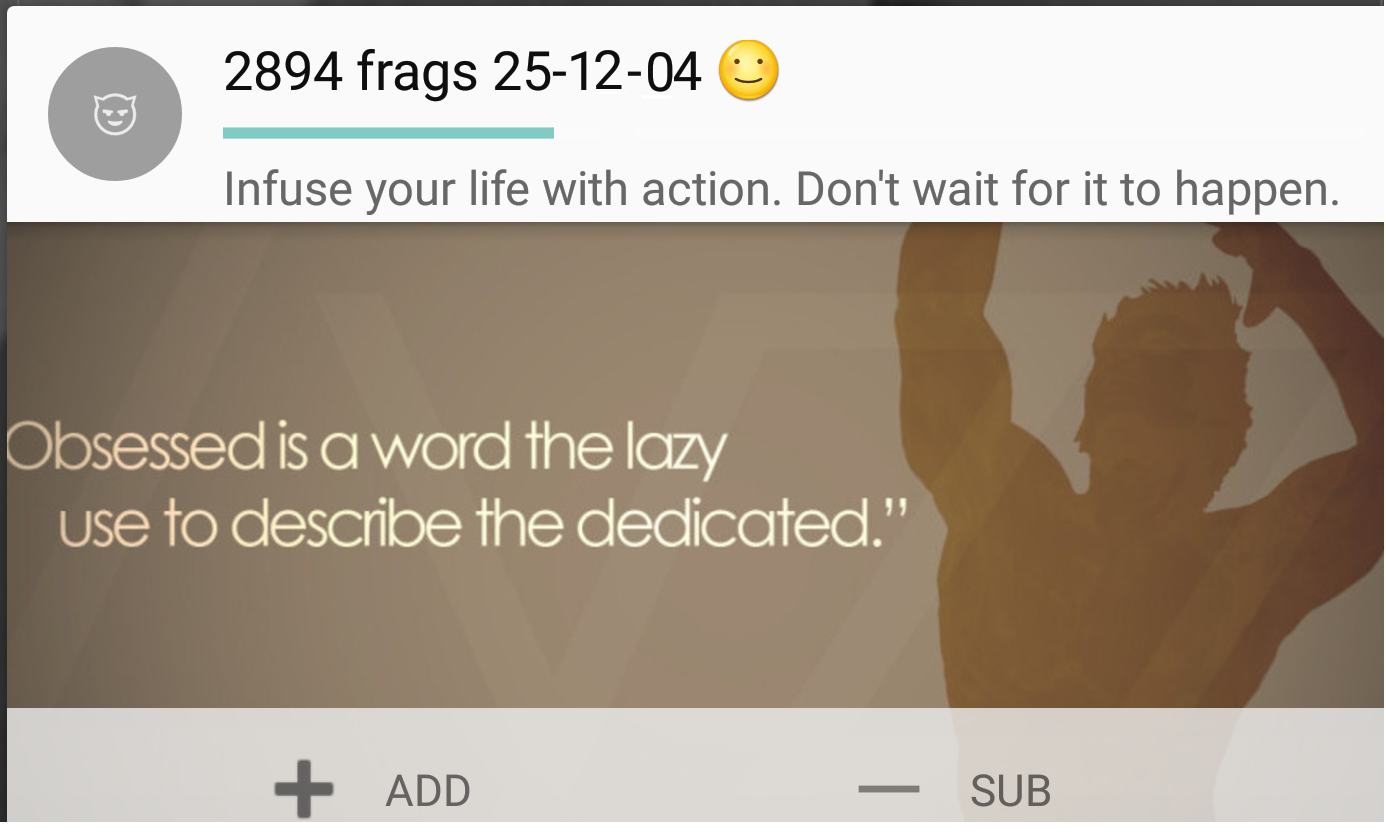 2894 frags 25-12-04 🙂
Infuse your life with action. Don't wait for it to happen.
Obsessed is a word the lazy
use to describe the dedicated.”
ADD
SUB